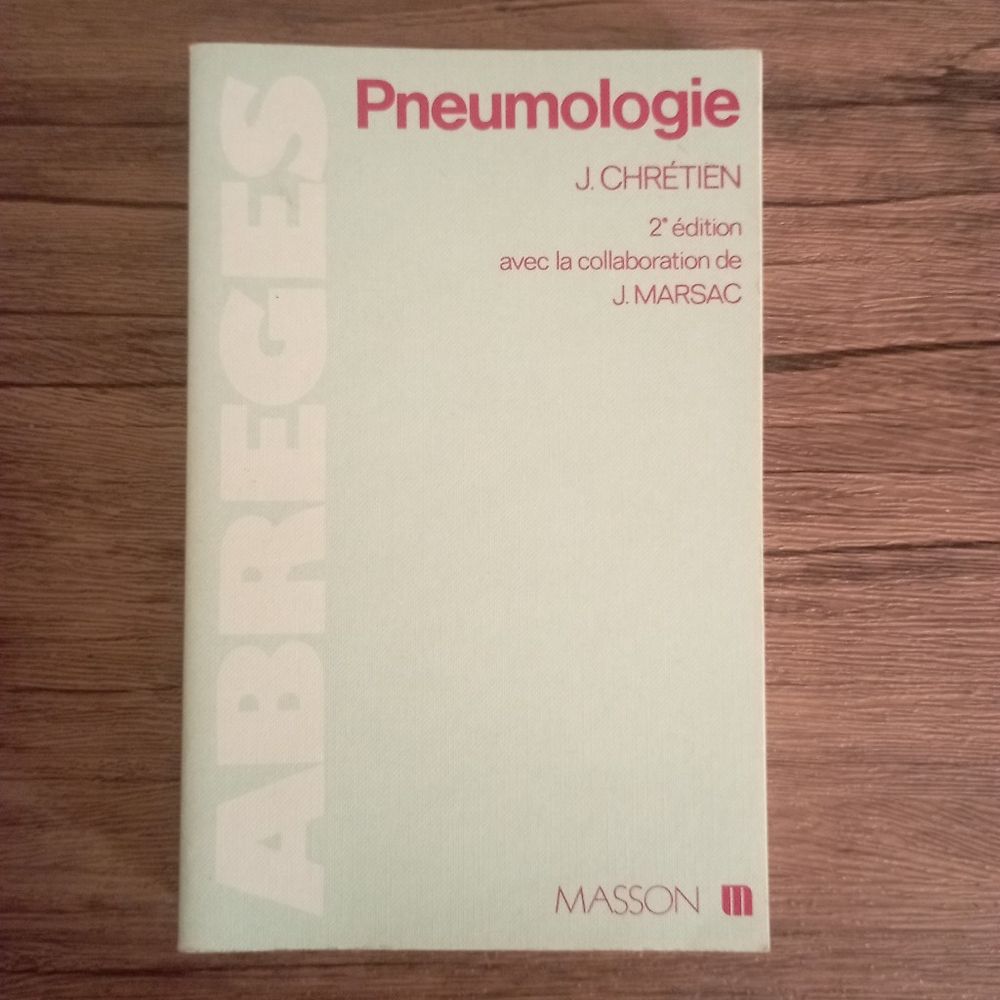 ABREGES
Pneumologie
J. CHRÉTIEN
2e édition
avec la collaboration de
J. MARSAC
MASSON m